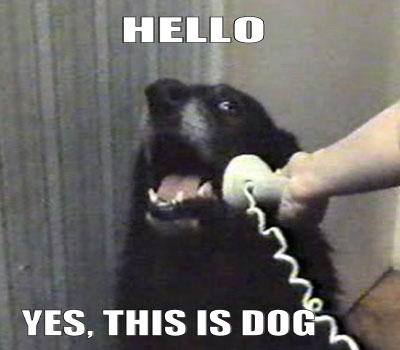 HELLO
YES, THIS IS DOG